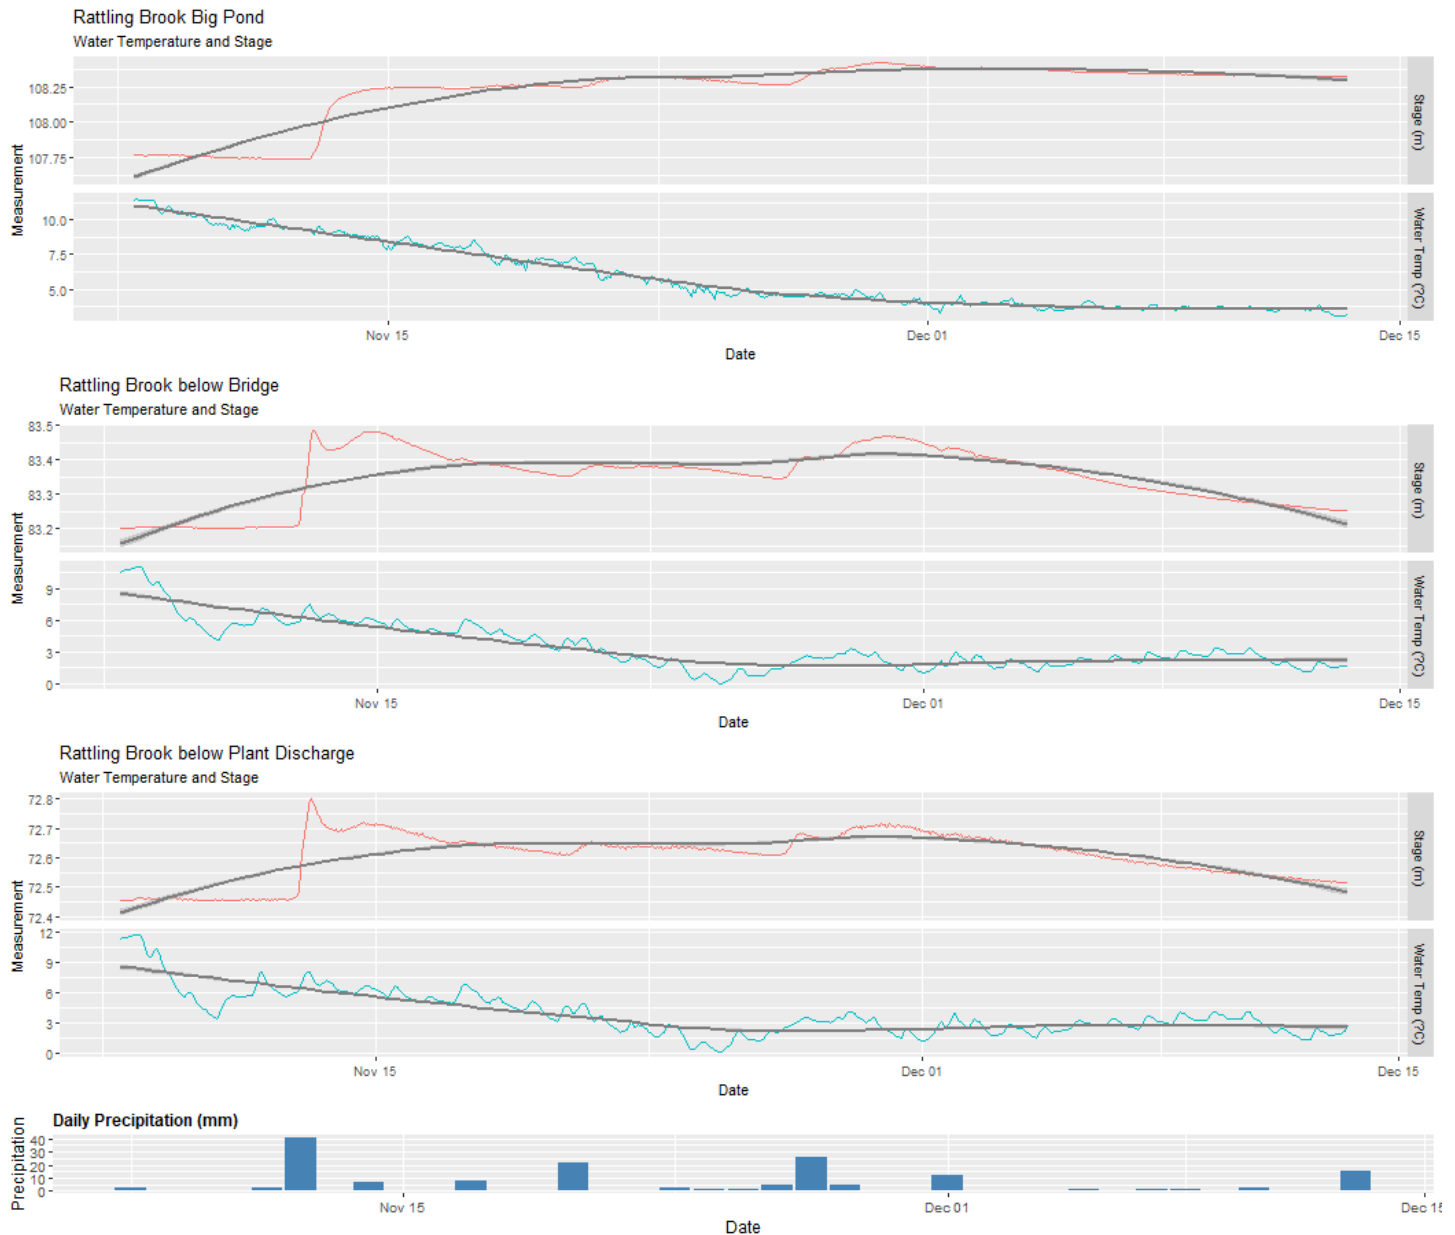 Rattling Brook Big Pond
Water Temperature and Stage
Measurement
108.25
108.00
107.75
Stage (m)
10.0
7.5
5.0
Water Temp (?C)
Nov 15
Dec 01
Dec 15
Date
Rattling Brook below Bridge
Water Temperature and Stage
Measurement
83.5
83.4
83.3
83.2
Stage (m)
9
6
3
0
Water Temp (?C)
Nov 15
Dec 01
Dec 15
Date
Rattling Brook below Plant Discharge
Water Temperature and Stage
Measurement
72.8
72.7
72.6
72.5
72.4
Stage (m)
12
9
6
3
0
Water Temp (?C)
Nov 15
Dec 01
Dec 15
Date
Daily Precipitation (mm)
Precipitation
40
30
20
10
0
Nov 15
Dec 01
Dec 15
Date